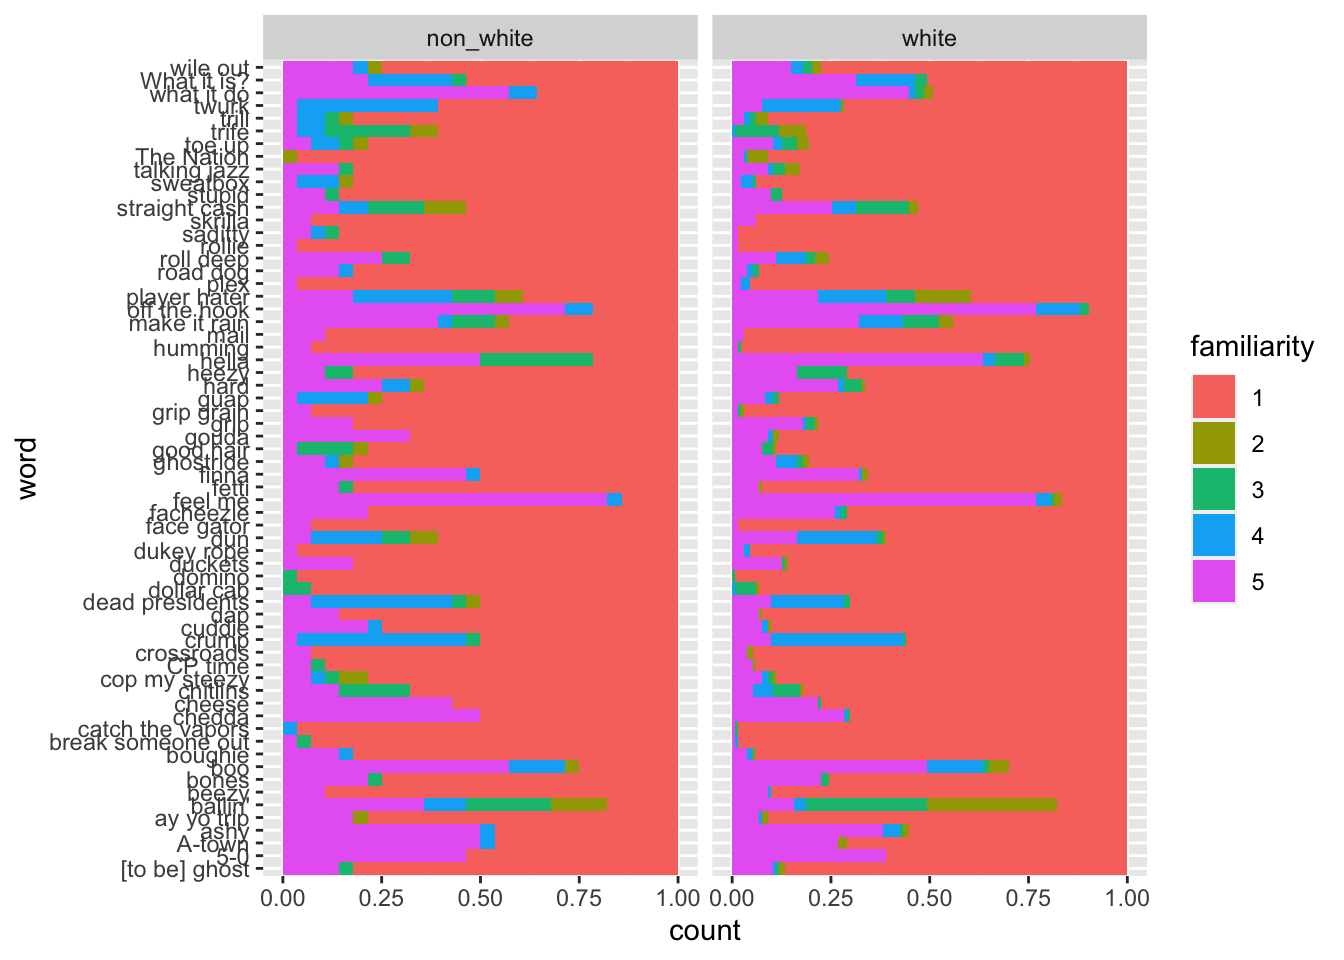 non_white
white
wile out
What it is?
what it do
twurk
trill
trife
toe up
The Nation
talking jazz
sweatbox
stupid
straight cash
skrilla
saditty
rollie
roll deep
road dog
plex
player hater
off the hook
make it rain
mail
humming
hella
heezy
hard
guap
grip grain
grip
gouda
good hair
ghostride
finna
fetti
feel me
facheezie
face gator
dun
dukey rope
duckets
domino
dollar cab
dead presidents
dap
cuddie
crump
crossroads
CP time
cop my steezy
chitlins
cheese
chedda
catch the vapors
break someone out
boughie
boo
bones
beezy
ballin'
ay yo trip
ashy
A-town
5-0
[to be] ghost
0.00
0.25
0.50
0.75
1.00
0.00
0.25
0.50
0.75
1.00
count
word
familiarity
1
2
3
4
5